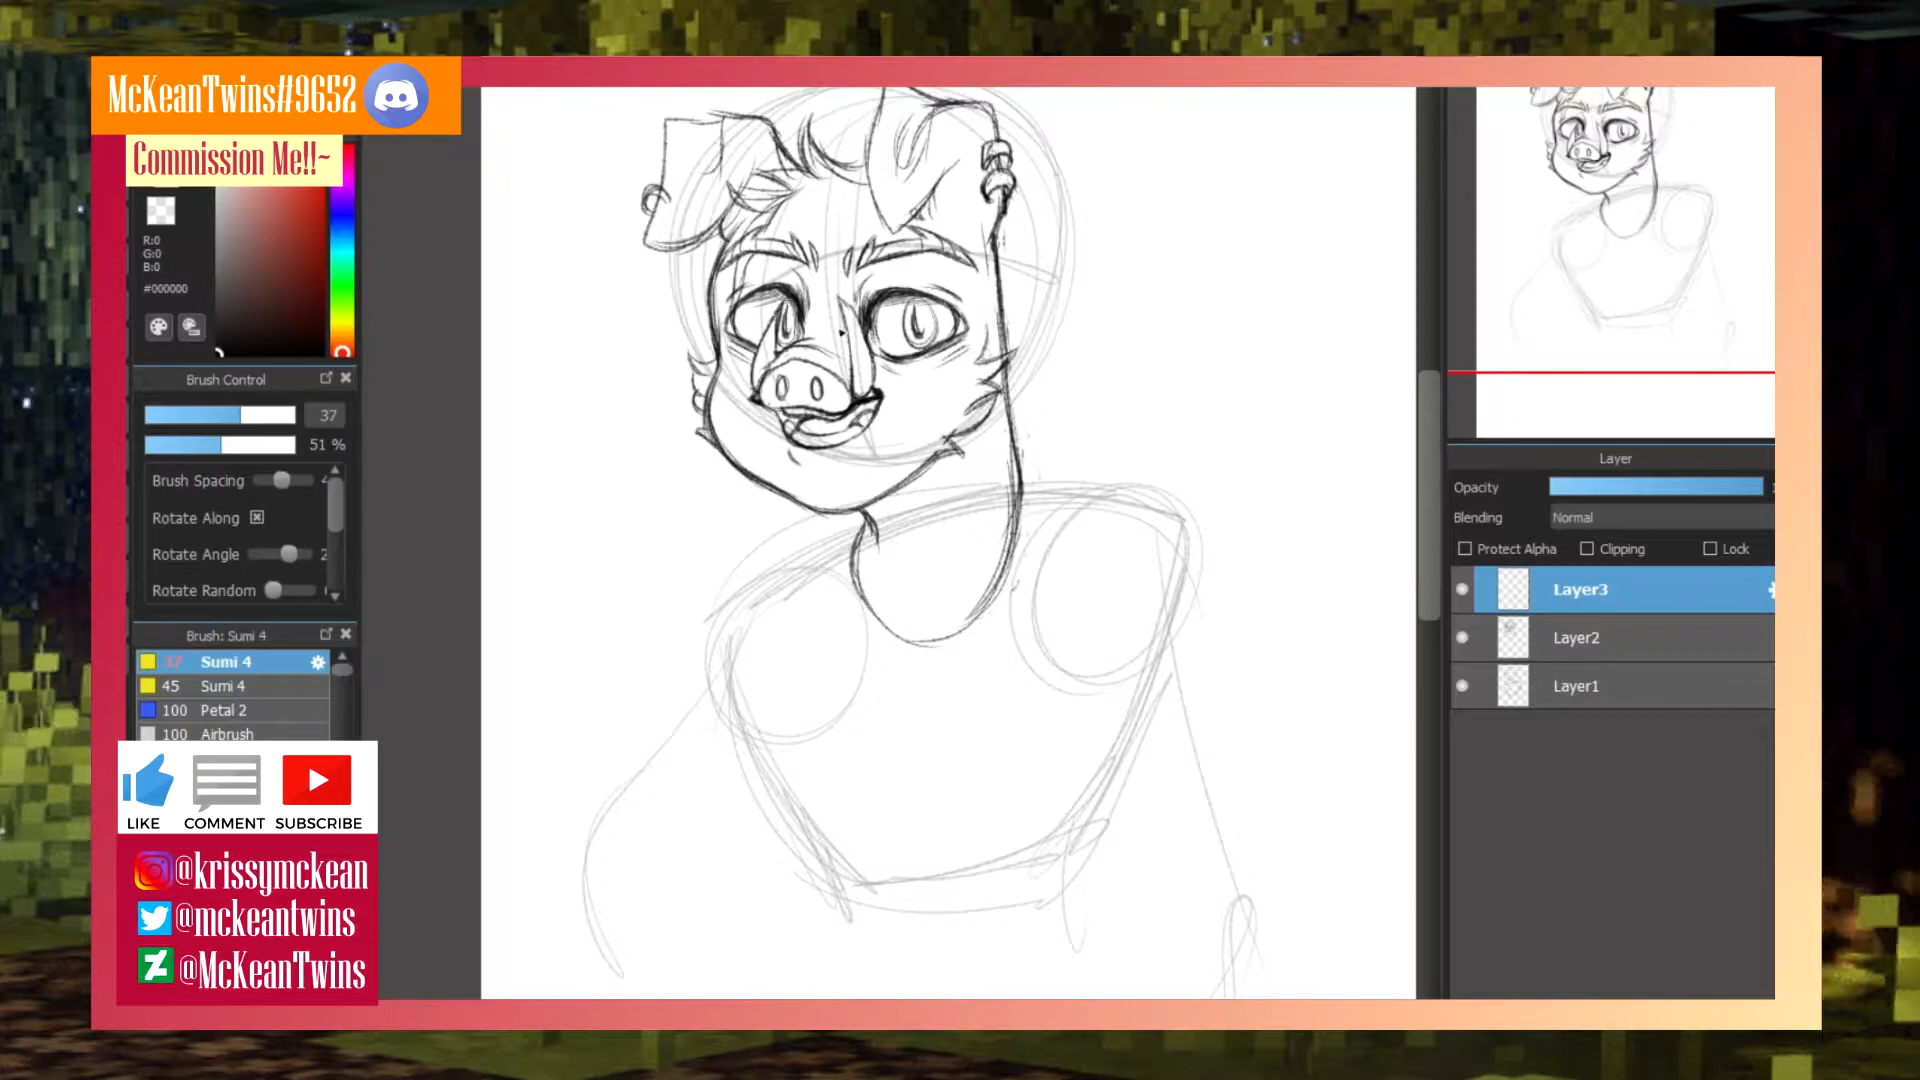 McKeanTwins#9652
Commission Me!!~
R:0
G:0
B:0
#000000
Brush Control
37
51 %
Brush Spacing
Rotate Along
Rotate Angle 2
Rotate Random
Brush: Sumi 4
37 Sumi 4
45 Sumi 4
100 Petal 2
100 Airbrush
LIKE COMMENT SUBSCRIBE
@krissymckean
@mckeantwins
@McKeanTwins
Layer
Opacity
Blending Normal
Protect Alpha Clipping Lock
Layer3
Layer2
Layer1